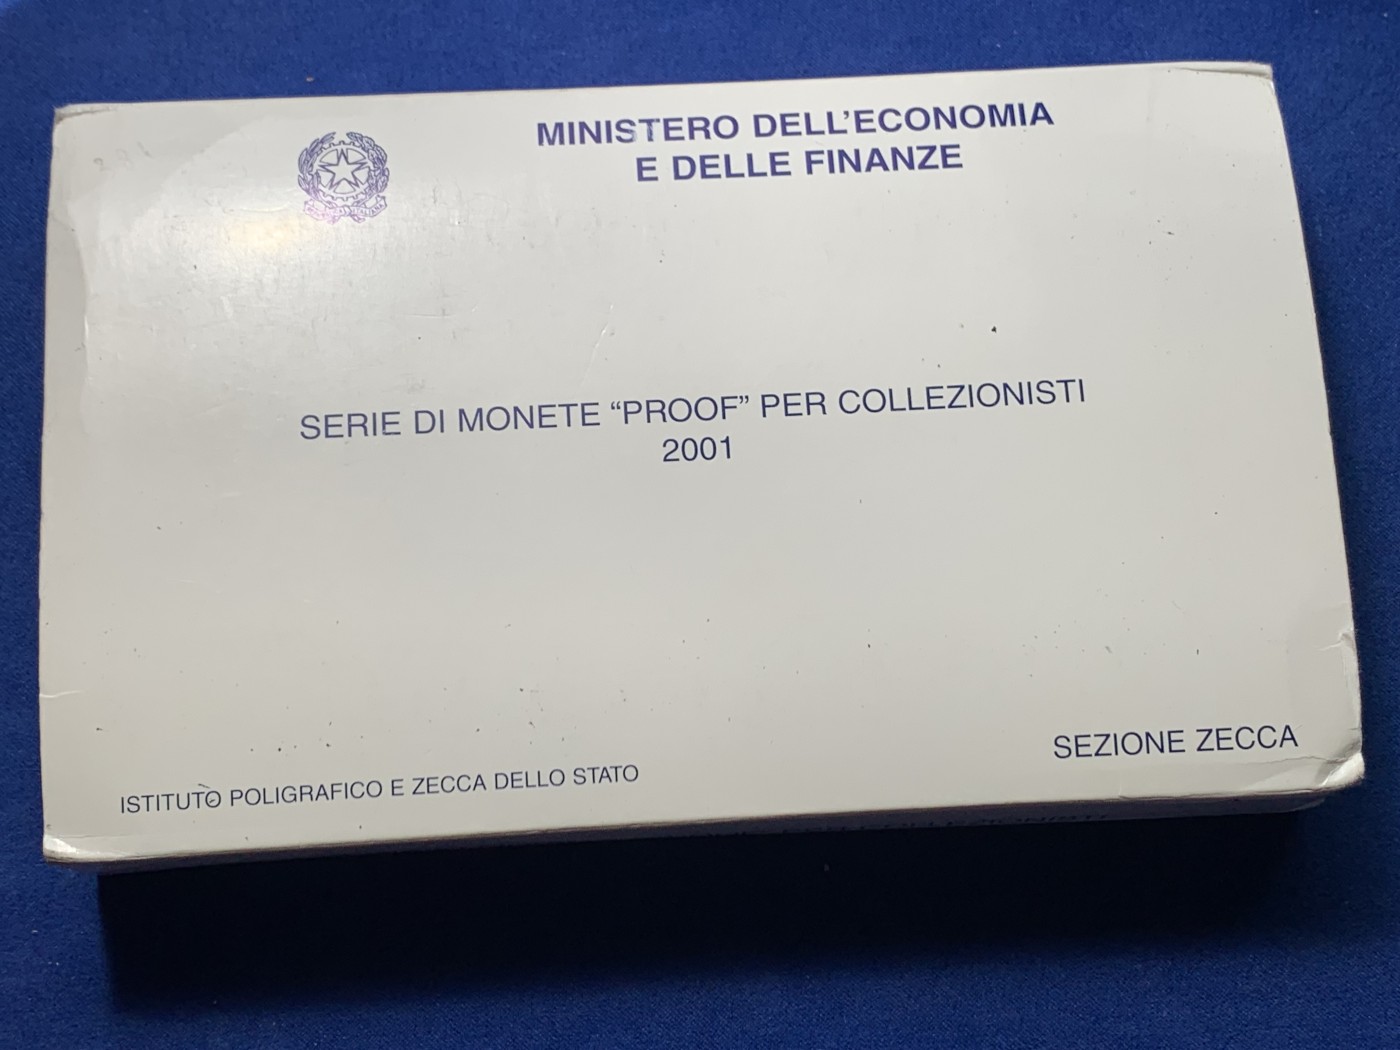 MINISTERO DELL'ECONOMIA
E DELLE FINANZE
SERIE DI MONETE “PROOF” PER COLLEZIONISTI
2001
SEZIONE ZECCA
ISTITUTO POLIGRAFICO E ZECCA DELLO STATO